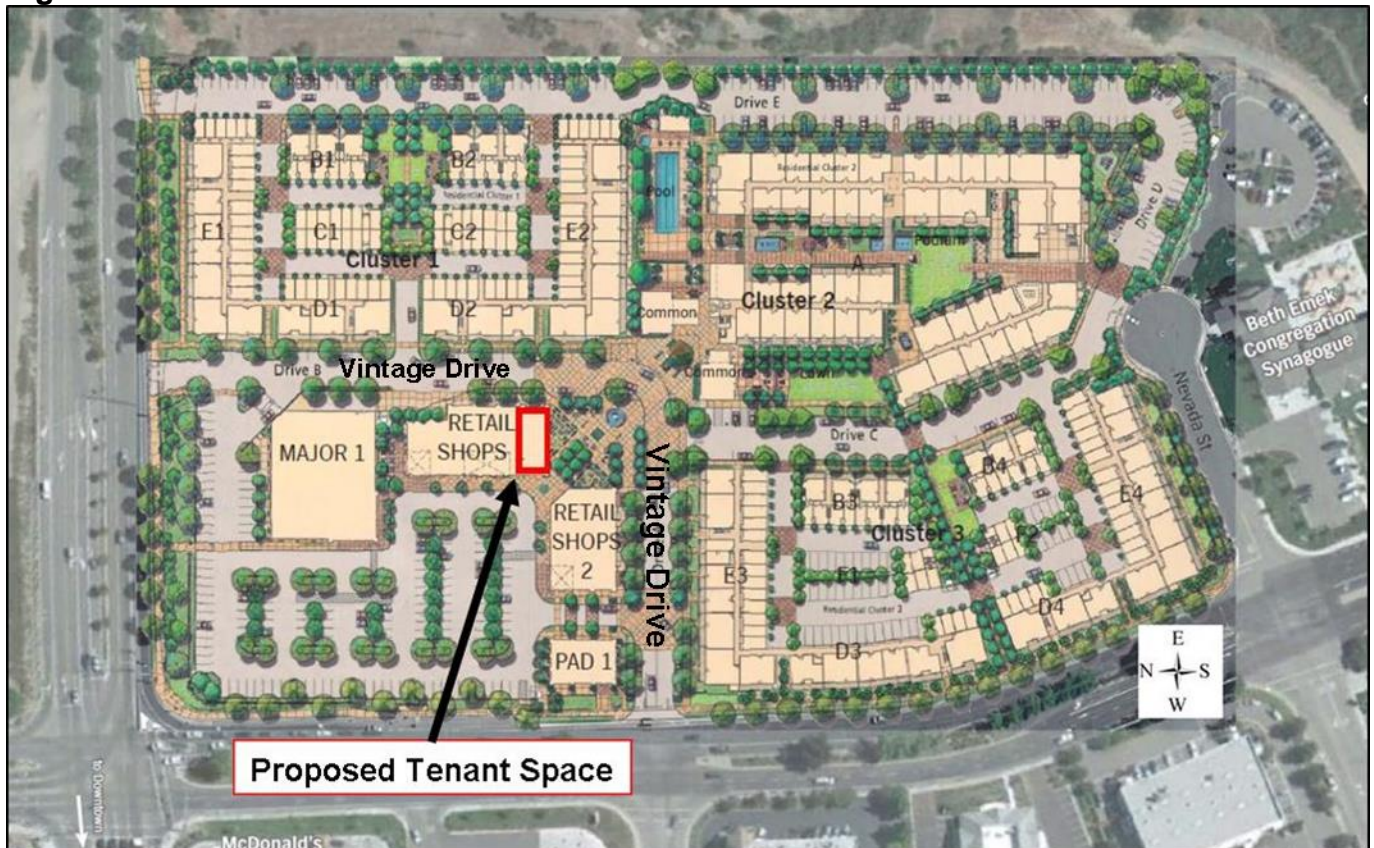 Drive E
B1
B2
Residential Cluster 2
Residential Cluster 1
Pool
Drive D
E1
C1
C2
E2
Cluster 1
Podium
A
D1
D2
Common
Cluster 2
Beth Emek
Congregation
Synagogue
Drive B
Vintage Drive
Common
Lawn
Nevada St
MAJOR 1
RETAIL
SHOPS
Drive C
Vintage Drive
B4
B3
E4
RETAIL
SHOPS
2
Cluster 3
F2
E3
F1
Residential Cluster 3
D4
D3
PAD 1
E
N
S
W
Proposed Tenant Space
to Downtown
McDonald's